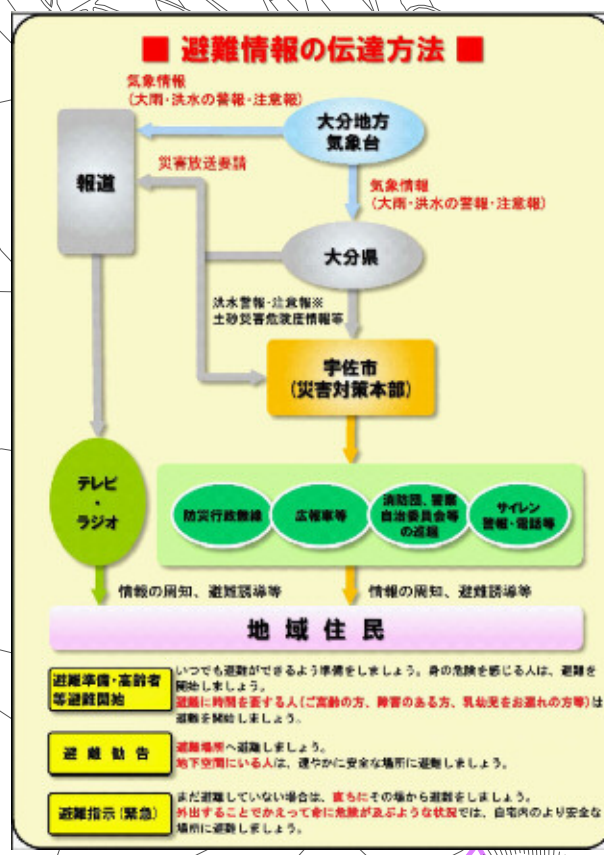 ■ 避難情報の伝達方法 ■
気象情報
(大雨・洪水の警報・注意報)
大分地方
気象台
報道
災害放送要請
気象情報
(大雨・洪水の警報・注意報)
大分県
洪水警報・注意報※
土砂災害危険度情報等
宇佐市
(災害対策本部)
テレビ
・
ラジオ
防災行政無線
広報車等
消防団、警察
自治委員会等
の巡回
サイレン
警報・電話等
情報の周知、避難誘導等
情報の周知、避難誘導等
地域住民
避難準備・高齢者
等避難開始
いつでも避難ができるよう準備をしましょう。身の危険を感じる人は、避難を
開始しましょう。
避難に時間を要する人(ご高齢の方、障害のある方、乳幼児をお連れの方等)は
避難を開始しましょう。
避難勧告
避難場所へ避難しましょう。
地下空間にいる人は、速やかに安全な場所に避難しましょう。
避難指示(緊急)
まだ避難していない場合は、直ちにその場から避難をしましょう。
外出することでかえって命に危険が及ぶような状況では、自宅内のより安全な
場所に避難しましょう。